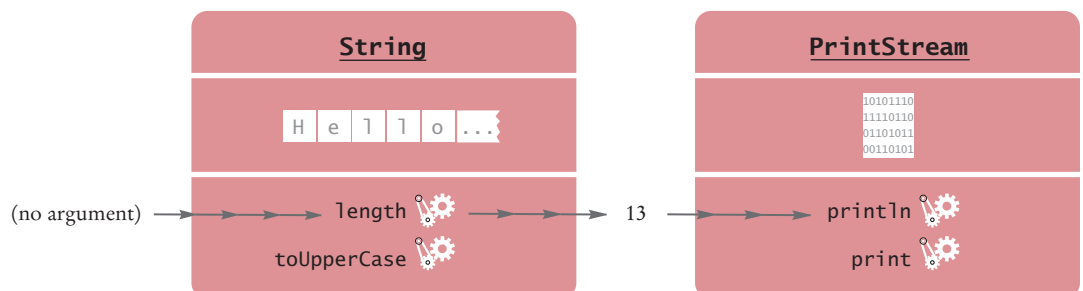 String
PrintStream
H e l l o ...
10101110
11110110
01101011
00110101
(no argument) length 13 println
toUpperCase print